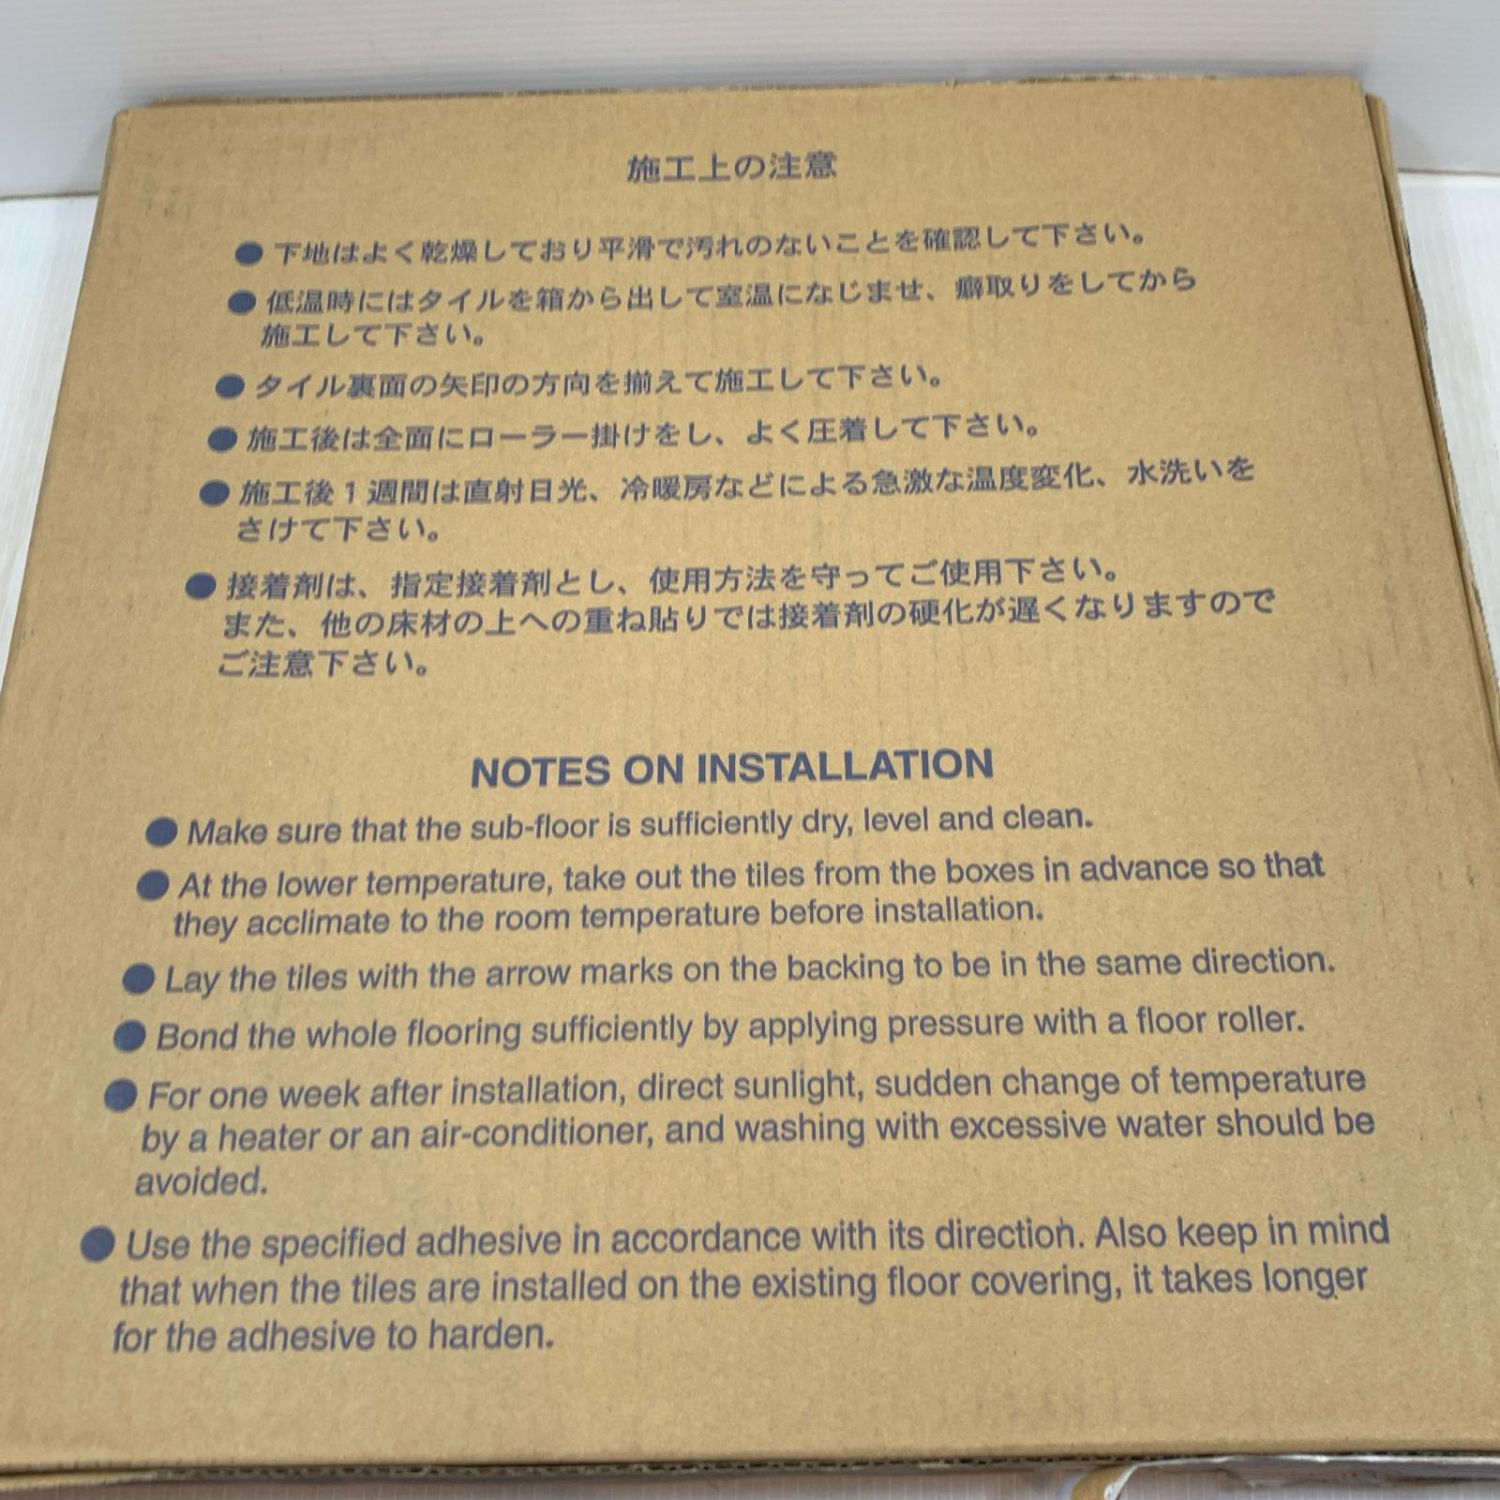 施工上の注意
●下地はよく乾燥しており平滑で汚れのないことを確認して下さい。
●低温時にはタイルを箱から出して室温になじませ、癖取りをしてから
施工して下さい。
●タイル裏面の矢印の方向を揃えて施工して下さい。
●施工後は全面にローラー掛けをし、よく圧着して下さい。
●施工後1週間は直射日光、冷暖房などによる急激な温度変化、水洗いを
さけて下さい。
●接着剤は、指定接着剤とし、使用方法を守ってご使用下さい。
また、他の床材の上への重ね貼りでは接着剤の硬化が遅くなりますので
ご注意下さい。
NOTES ON INSTALLATION
●Make sure that the sub-floor is sufficiently dry, level and clean.
●At the lower temperature, take out the tiles from the boxes in advance so that
they acclimate to the room temperature before installation.
●Lay the tiles with the arrow marks on the backing to be in the same direction.
●Bond the whole flooring sufficiently by applying pressure with a floor roller.
●For one week after installation, direct sunlight, sudden change of temperature
by a heater or an air-conditioner, and washing with excessive water should be
avoided.
●Use the specified adhesive in accordance with its direction. Also keep in mind
that when the tiles are installed on the existing floor covering, it takes longer
for the adhesive to harden.